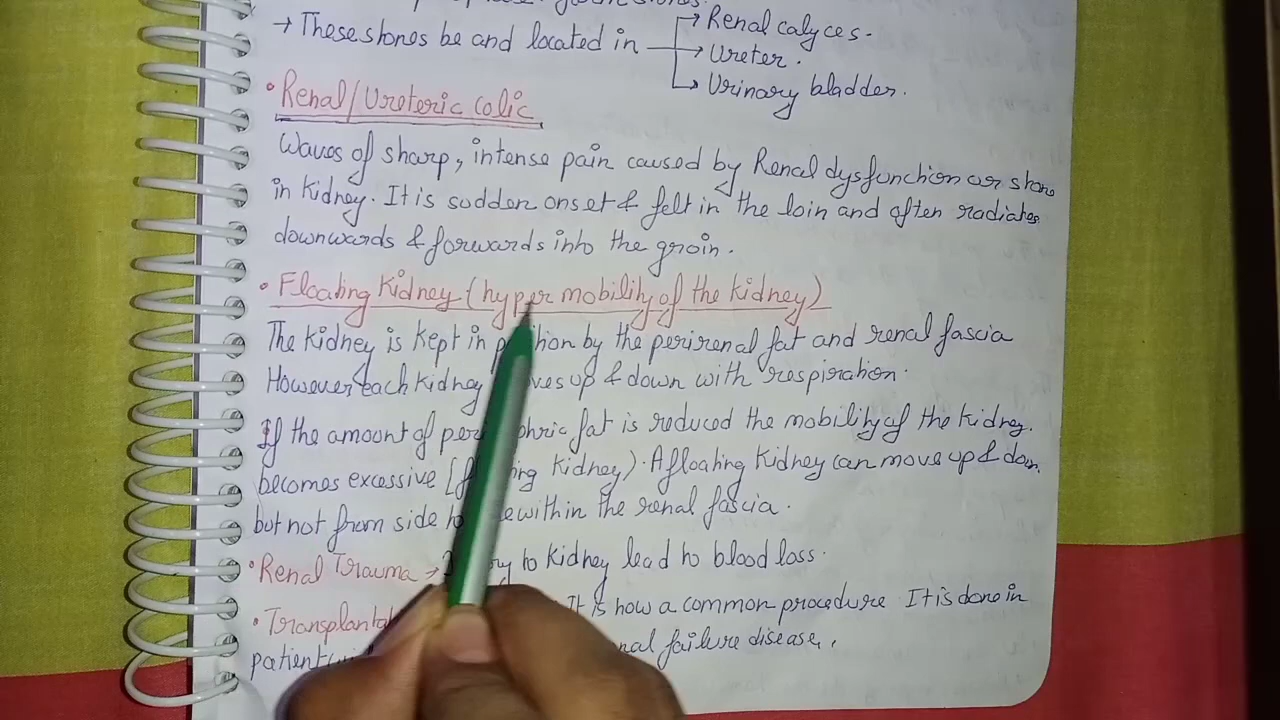 → These stones be and located in → Renal calyces.
→ Ureter.
→ Urinary bladder.
• Renal/Ureteric colic
Waves of sharp, intense pain caused by Renal dysfunction or stone
in kidney. It is sudden onset & felt in the loin and often radiates
downwards & forwards into the groin.
• Floating Kidney (hyper mobility of the kidney)
The kidney is kept in by the perirenal fat and renal fascia
However each kidney up & down with respiration.
If the amount of fat is reduced the mobility of the kidney.
becomes excessive kidney). A floating kidney can move up & down
but not from side within the renal fascia.
• Renal Trauma → to kidney lead to blood loss.
• It is now a common procedure It is done in
patient failure disease.